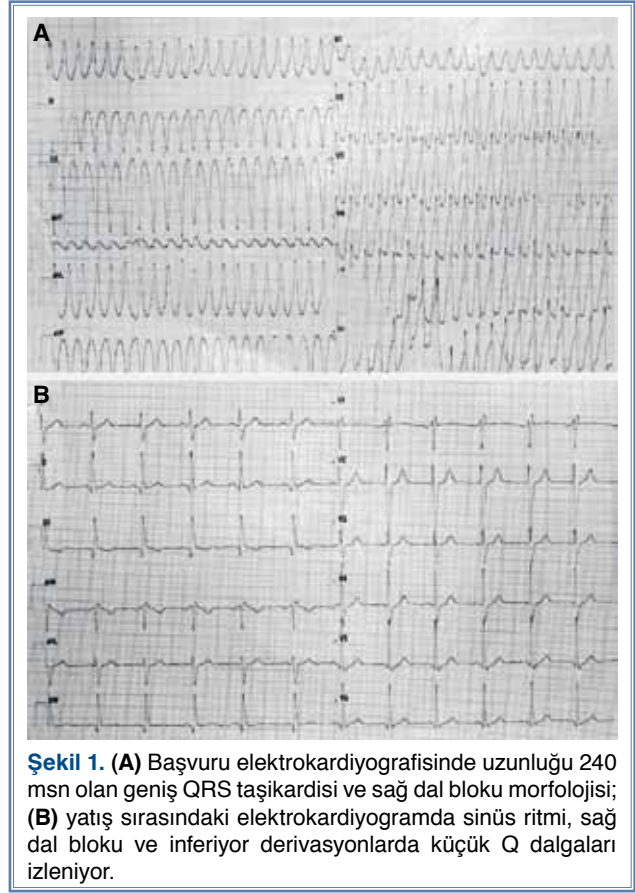 A
B
Şekil 1. (A) Başvuru elektrokardiyografisinde uzunluğu 240
msn olan geniş QRS taşikardisi ve sağ dal bloku morfolojisi;
(B) yatış sırasındaki elektrokardiyogramda sinüs ritmi, sağ
dal bloku ve inferiyor derivasyonlarda küçük Q dalgaları
izleniyor.